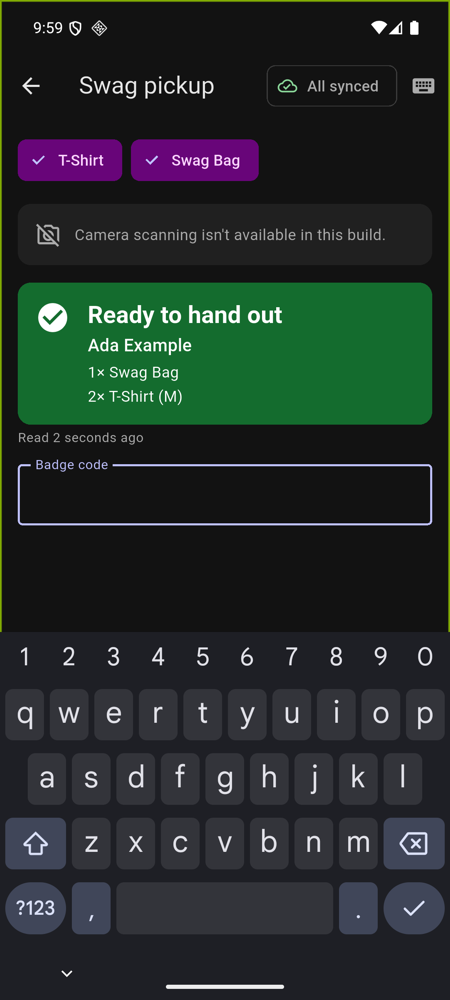 9:59
Swag pickup
All synced
T-Shirt
Swag Bag
Camera scanning isn't available in this build.
Ready to hand out
Ada Example
1× Swag Bag
2× T-Shirt (M)
Read 2 seconds ago
Badge code
1 2 3 4 5 6 7 8 9 0
q w e r t y u i o p
a s d f g h j k l
z x c v b n m
?123 , .